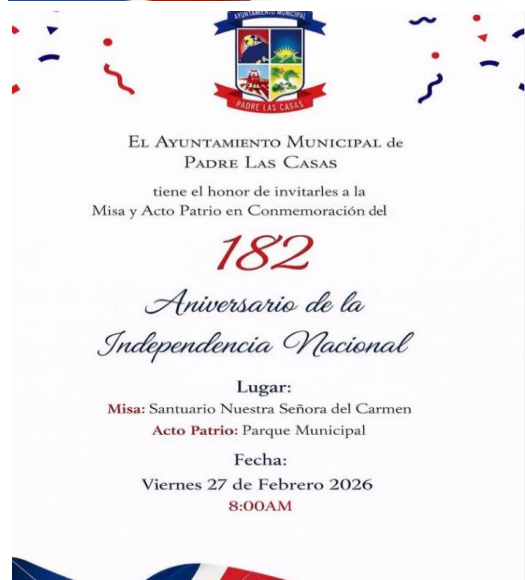 AYUNTAMIENTO MUNICIPAL
PADRE LAS CASAS
El Ayuntamiento Municipal de
Padre Las Casas
tiene el honor de invitarles a la
Misa y Acto Patrio en Conmemoración del
182
Aniversario de la
Independencia Nacional
Lugar:
Misa: Santuario Nuestra Señora del Carmen
Acto Patrio: Parque Municipal
Fecha:
Viernes 27 de Febrero 2026
8:00AM